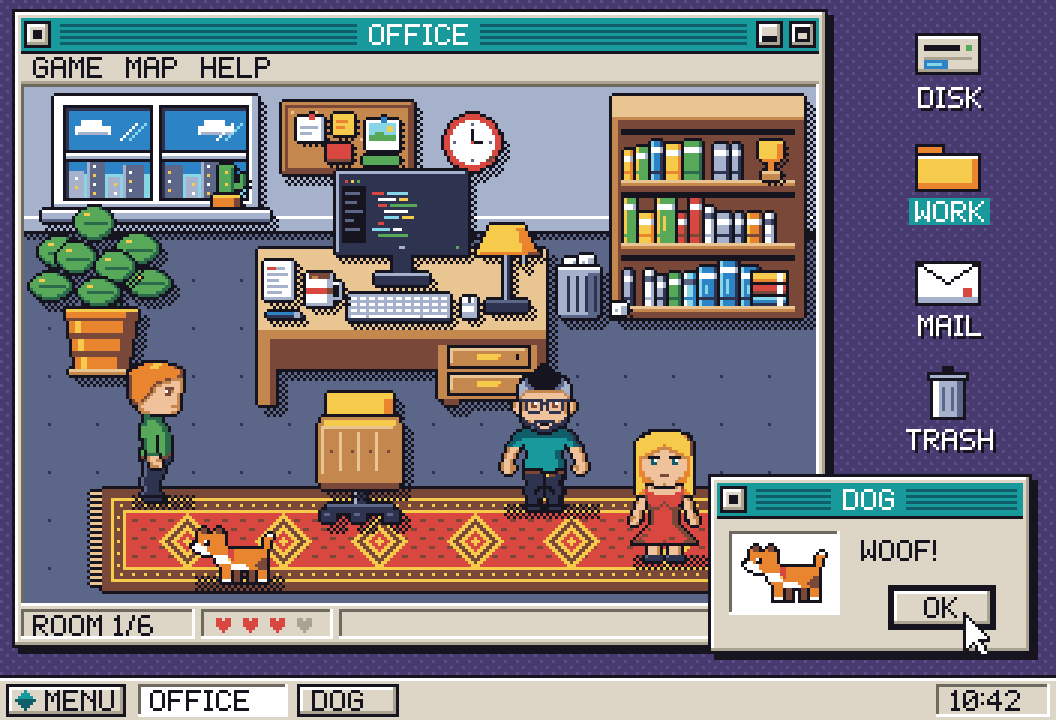 OFFICE
GAME MAP HELP
DISK
WORK
MAIL
TRASH
DOG
WOOF!
OK
ROOM 1/6
MENU
OFFICE
DOG
10:42